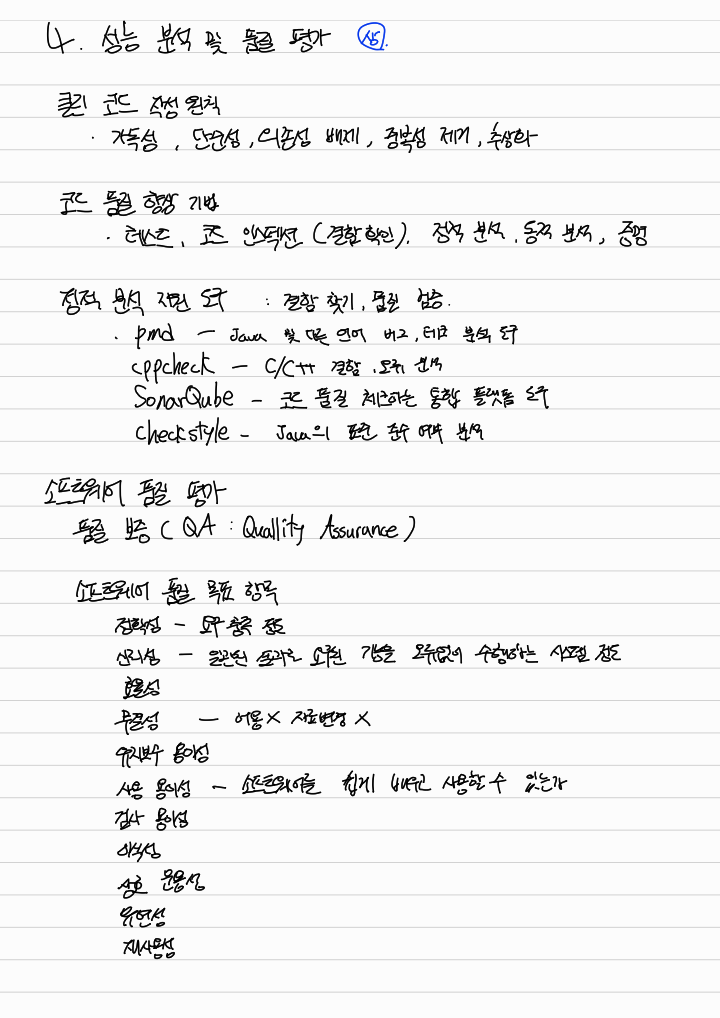 4. 성능 분석 및 품질 평가 상.
클린 코드 작성 원칙
· 가독성, 단순성, 의존성 배제, 중복성 제거, 추상화
코드 품질 향상 기법
· 테스트, 코드 인스펙션 (결함 확인), 정적 분석, 동적 분석, 증명
정적 분석 지원 도구 : 결함 찾기, 품질 검증.
· pmd – Java 및 다른 언어 버그, 데드 분석 도구
cppcheck – C/C++ 결함, 오류 분석
SonarQube – 코드 품질 체크하는 통합 플랫폼 도구
checkstyle – Java의 표준 준수 여부 분석
소프트웨어 품질 평가
품질 보증 ( QA : Quallity Assurance )
소프트웨어 품질 목표 항목
정확성 – 요구 충족 정도
신뢰성 – 일관된 결과로 요구된 기능을 오류없이 수행하는 시스템 정도
효율성
무결성 – 허용X 자료변경 X
유지보수 용이성
사용 용이성 – 소프트웨어를 쉽게 배우고 사용할 수 있는가
검사 용이성
이식성
상호 운용성
유연성
재사용성